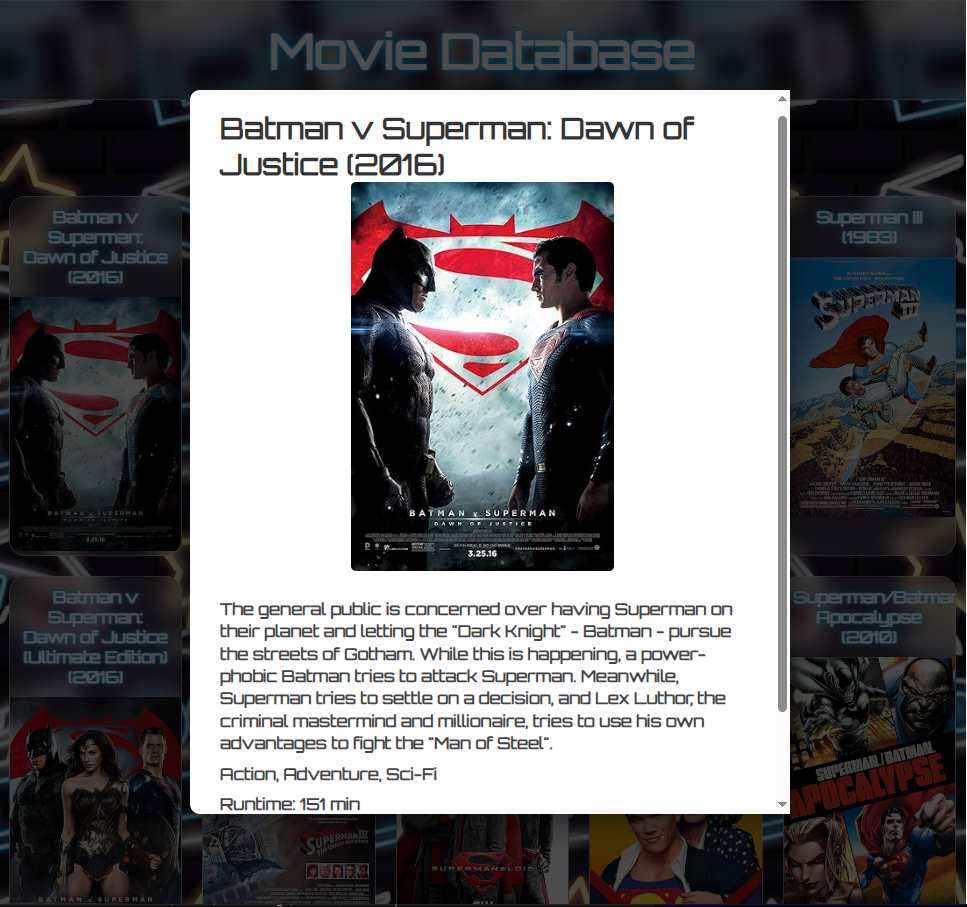 Movie Database
Batman v Superman: Dawn of
Justice (2016)
BATMAN v SUPERMAN
DAWN OF JUSTICE
3.25.16
The general public is concerned over having Superman on
their planet and letting the "Dark Knight" - Batman - pursue
the streets of Gotham. While this is happening, a power-
phobic Batman tries to attack Superman. Meanwhile,
Superman tries to settle on a decision, and Lex Luthor, the
criminal mastermind and millionaire, tries to use his own
advantages to fight the "Man of Steel".
Action, Adventure, Sci-Fi
Runtime: 151 min
Batman v
Superman:
Dawn of Justice
(2016)
BATMAN v SUPERMAN
DAWN OF JUSTICE
3.25.16
Superman III
(1983)
SUPERMAN
III
Batman v
Superman:
Dawn of Justice
(Ultimate Edition)
(2016)
BATMAN v SUPERMAN
SUPERMAN IV
SUPERMAN & LOIS
Superman/Batman
Apocalypse
(2010)
SUPERMAN/BATMAN
APOCALYPSE